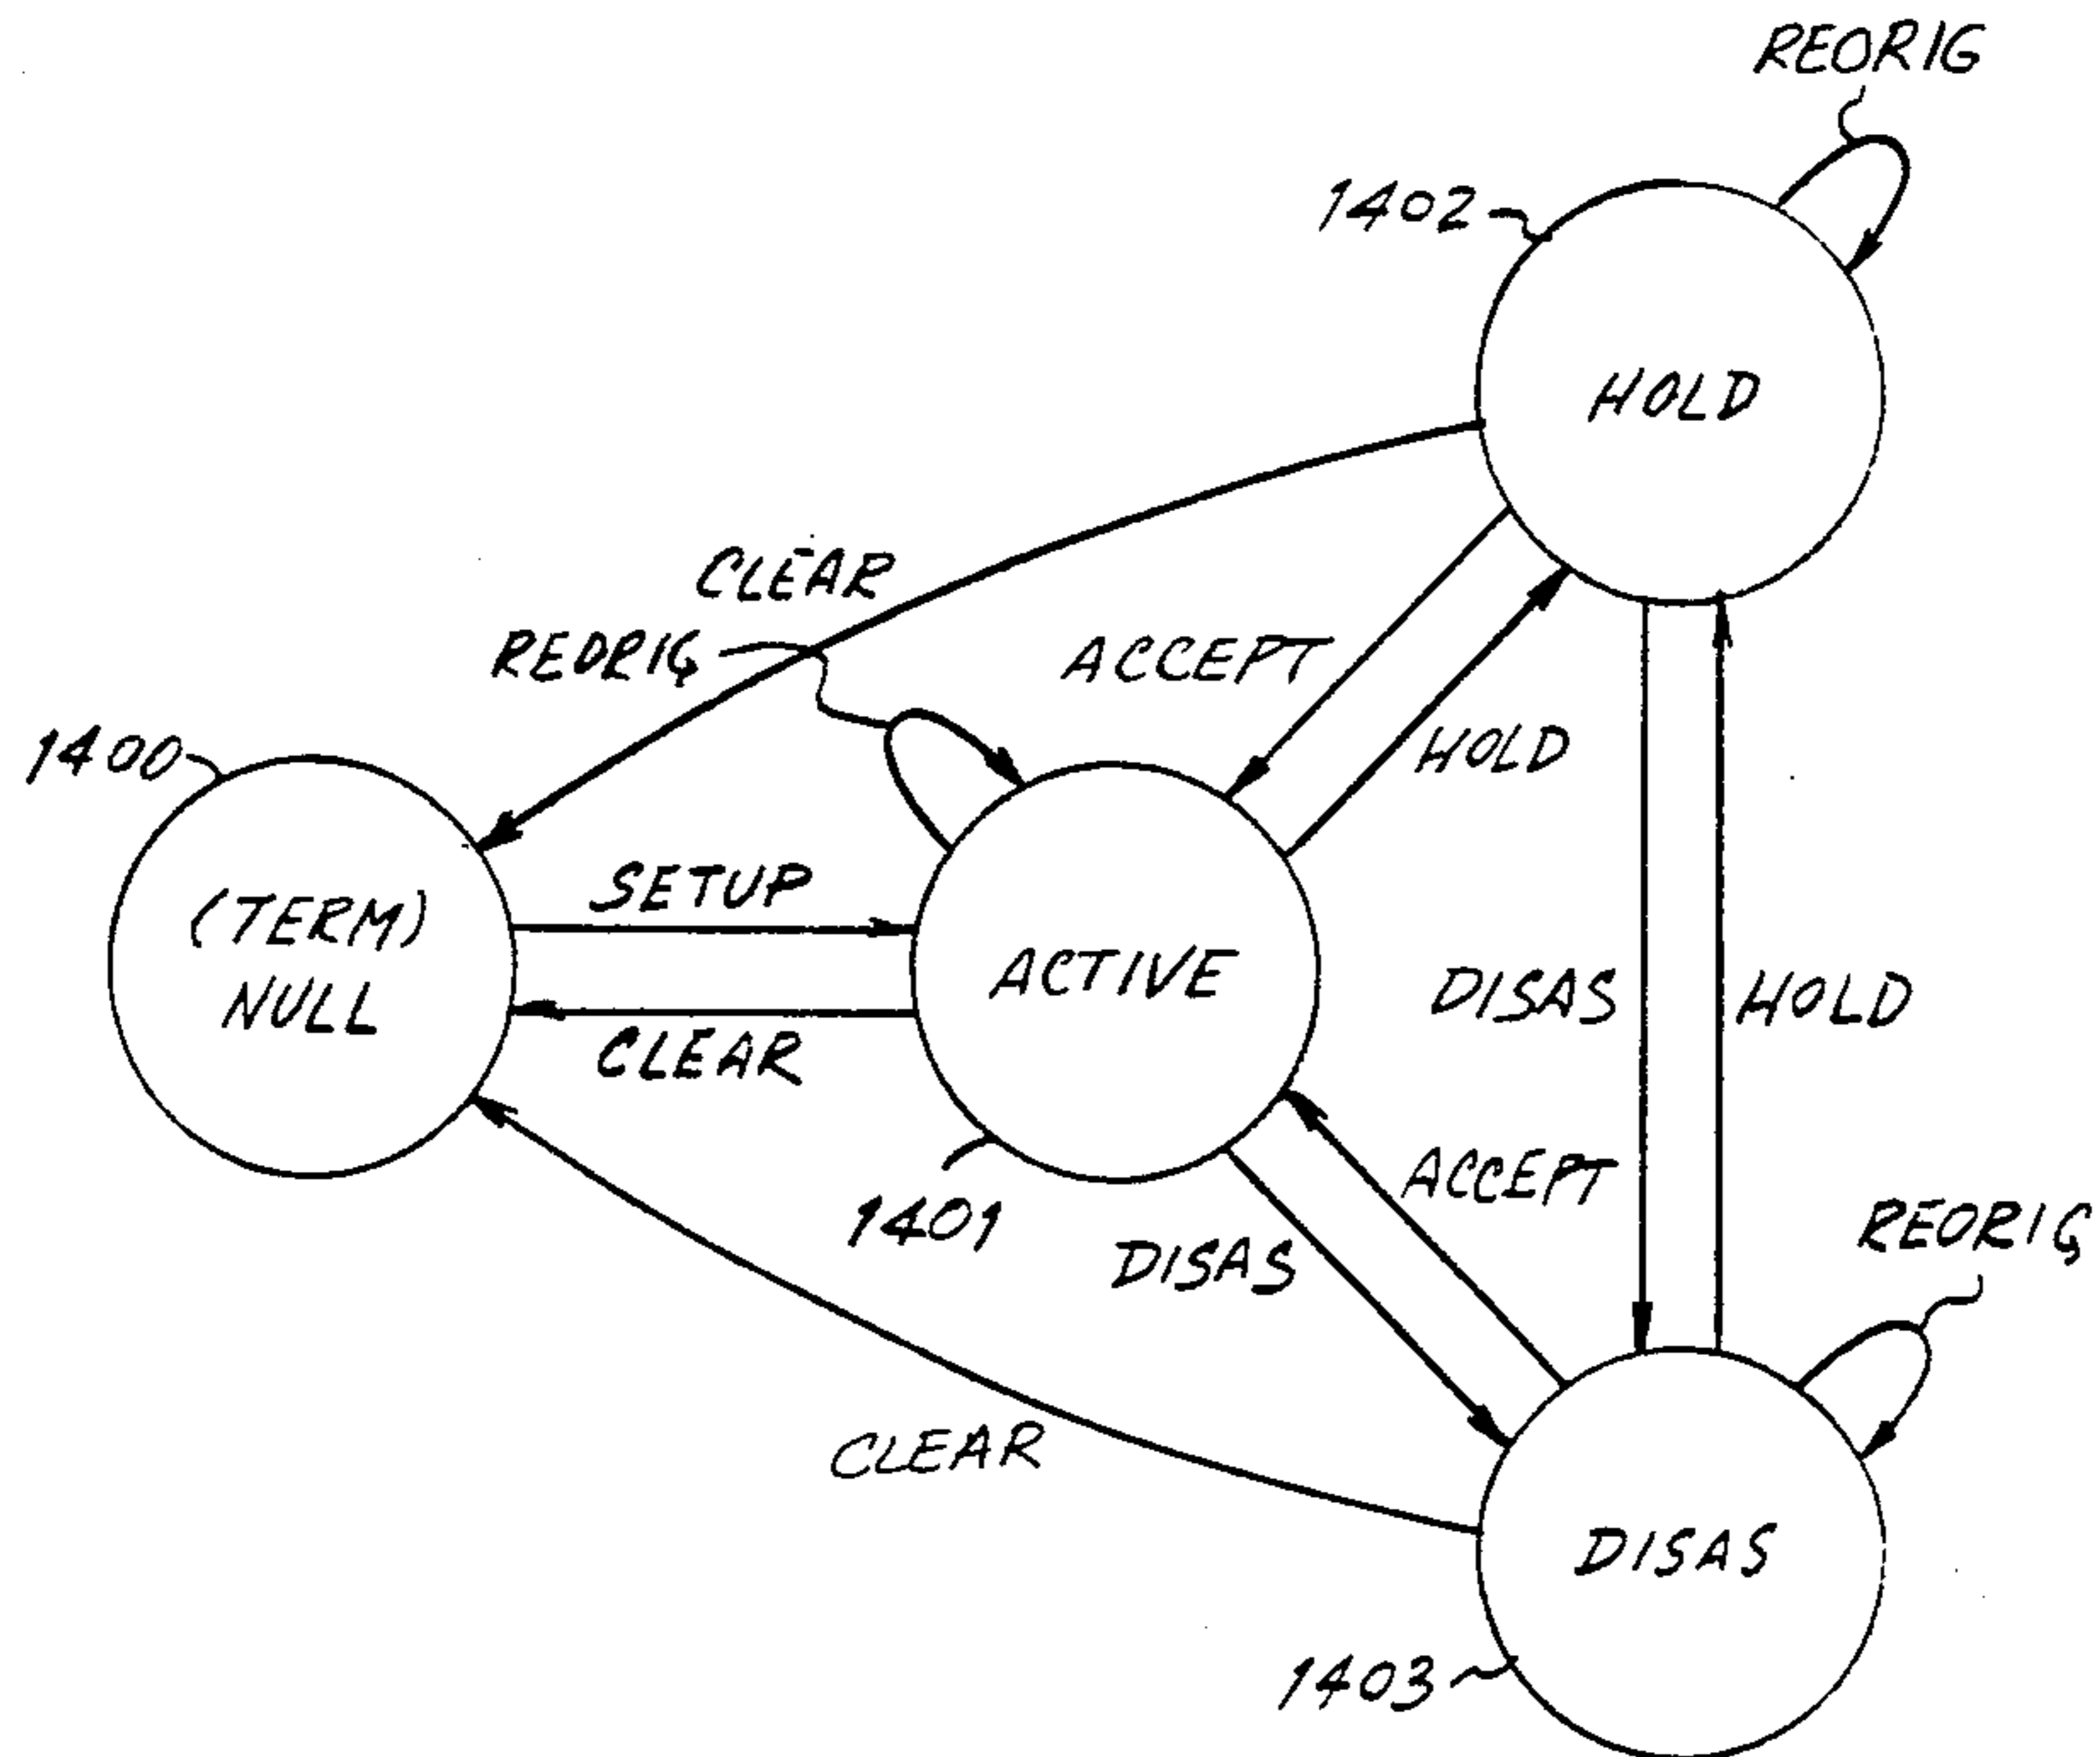 REORIG
1402
HOLD
CLEAR
REORIG
ACCEPT
HOLD
1400
SETUP
(TERM)
NULL
ACTIVE
DISAS
HOLD
CLEAR
ACCEPT
1401
REORIG
DISAS
CLEAR
DISAS
1403